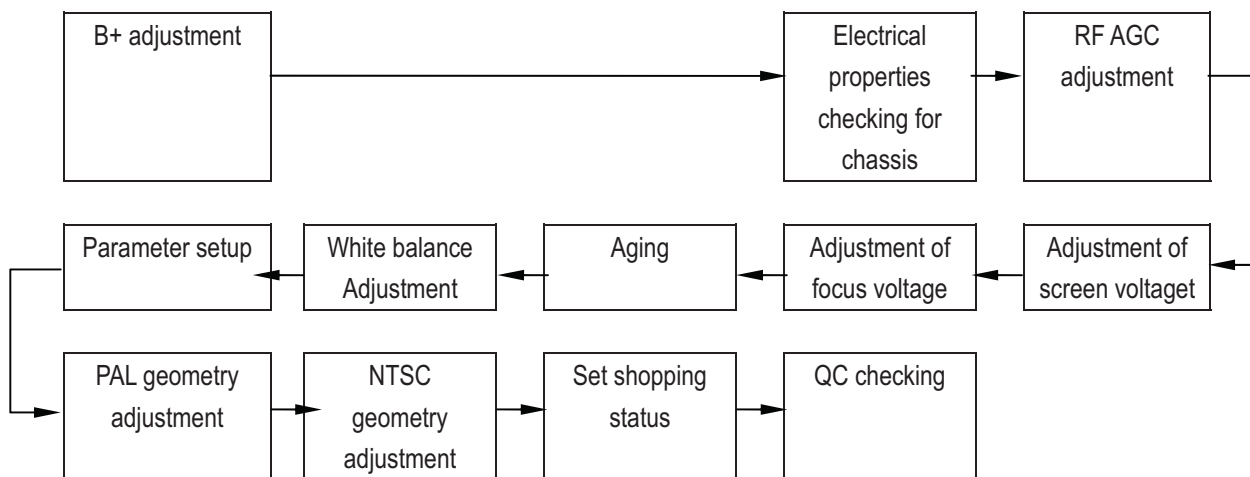 B+ adjustment
Electrical
properties
checking for
chassis
RF AGC
adjustment
Parameter setup
White balance
Adjustment
Aging
Adjustment of
focus voltage
Adjustment of
screen voltaget
PAL geometry
adjustment
NTSC
geometry
adjustment
Set shopping
status
QC checking